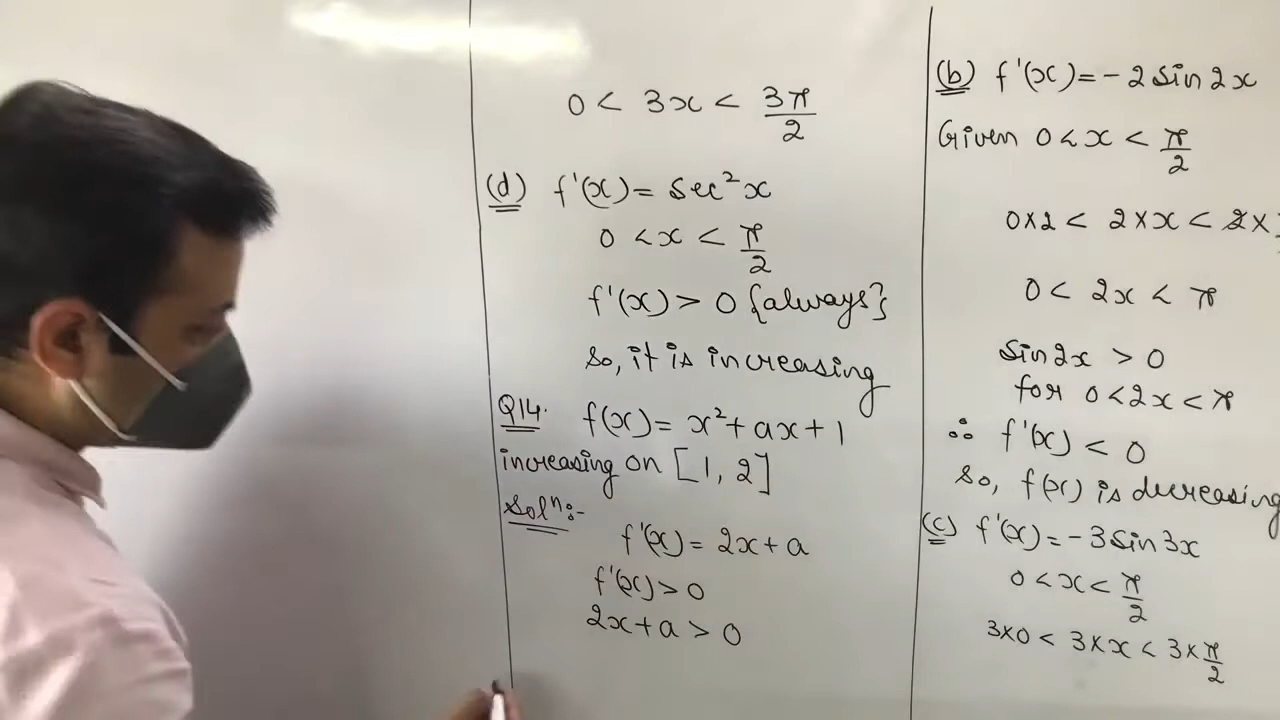 0 < 3x < 3π/2
(d) f'(x) = sec²x
0 < x < π/2
f'(x) > 0 {always}
so, it is increasing
Q14. f(x) = x² + ax + 1
increasing on [1, 2]
Solⁿ:-
f'(x) = 2x + a
f'(x) > 0
2x + a > 0
(b) f'(x) = -2 sin 2x
Given 0 < x < π/2
0×2 < 2×x < 2×
0 < 2x < π
Sin 2x > 0
for 0 < 2x < π
∴ f'(x) < 0
so, f(x) is decreasing
(c) f'(x) = -3 sin 3x
0 < x < π/2
3×0 < 3×x < 3×π/2